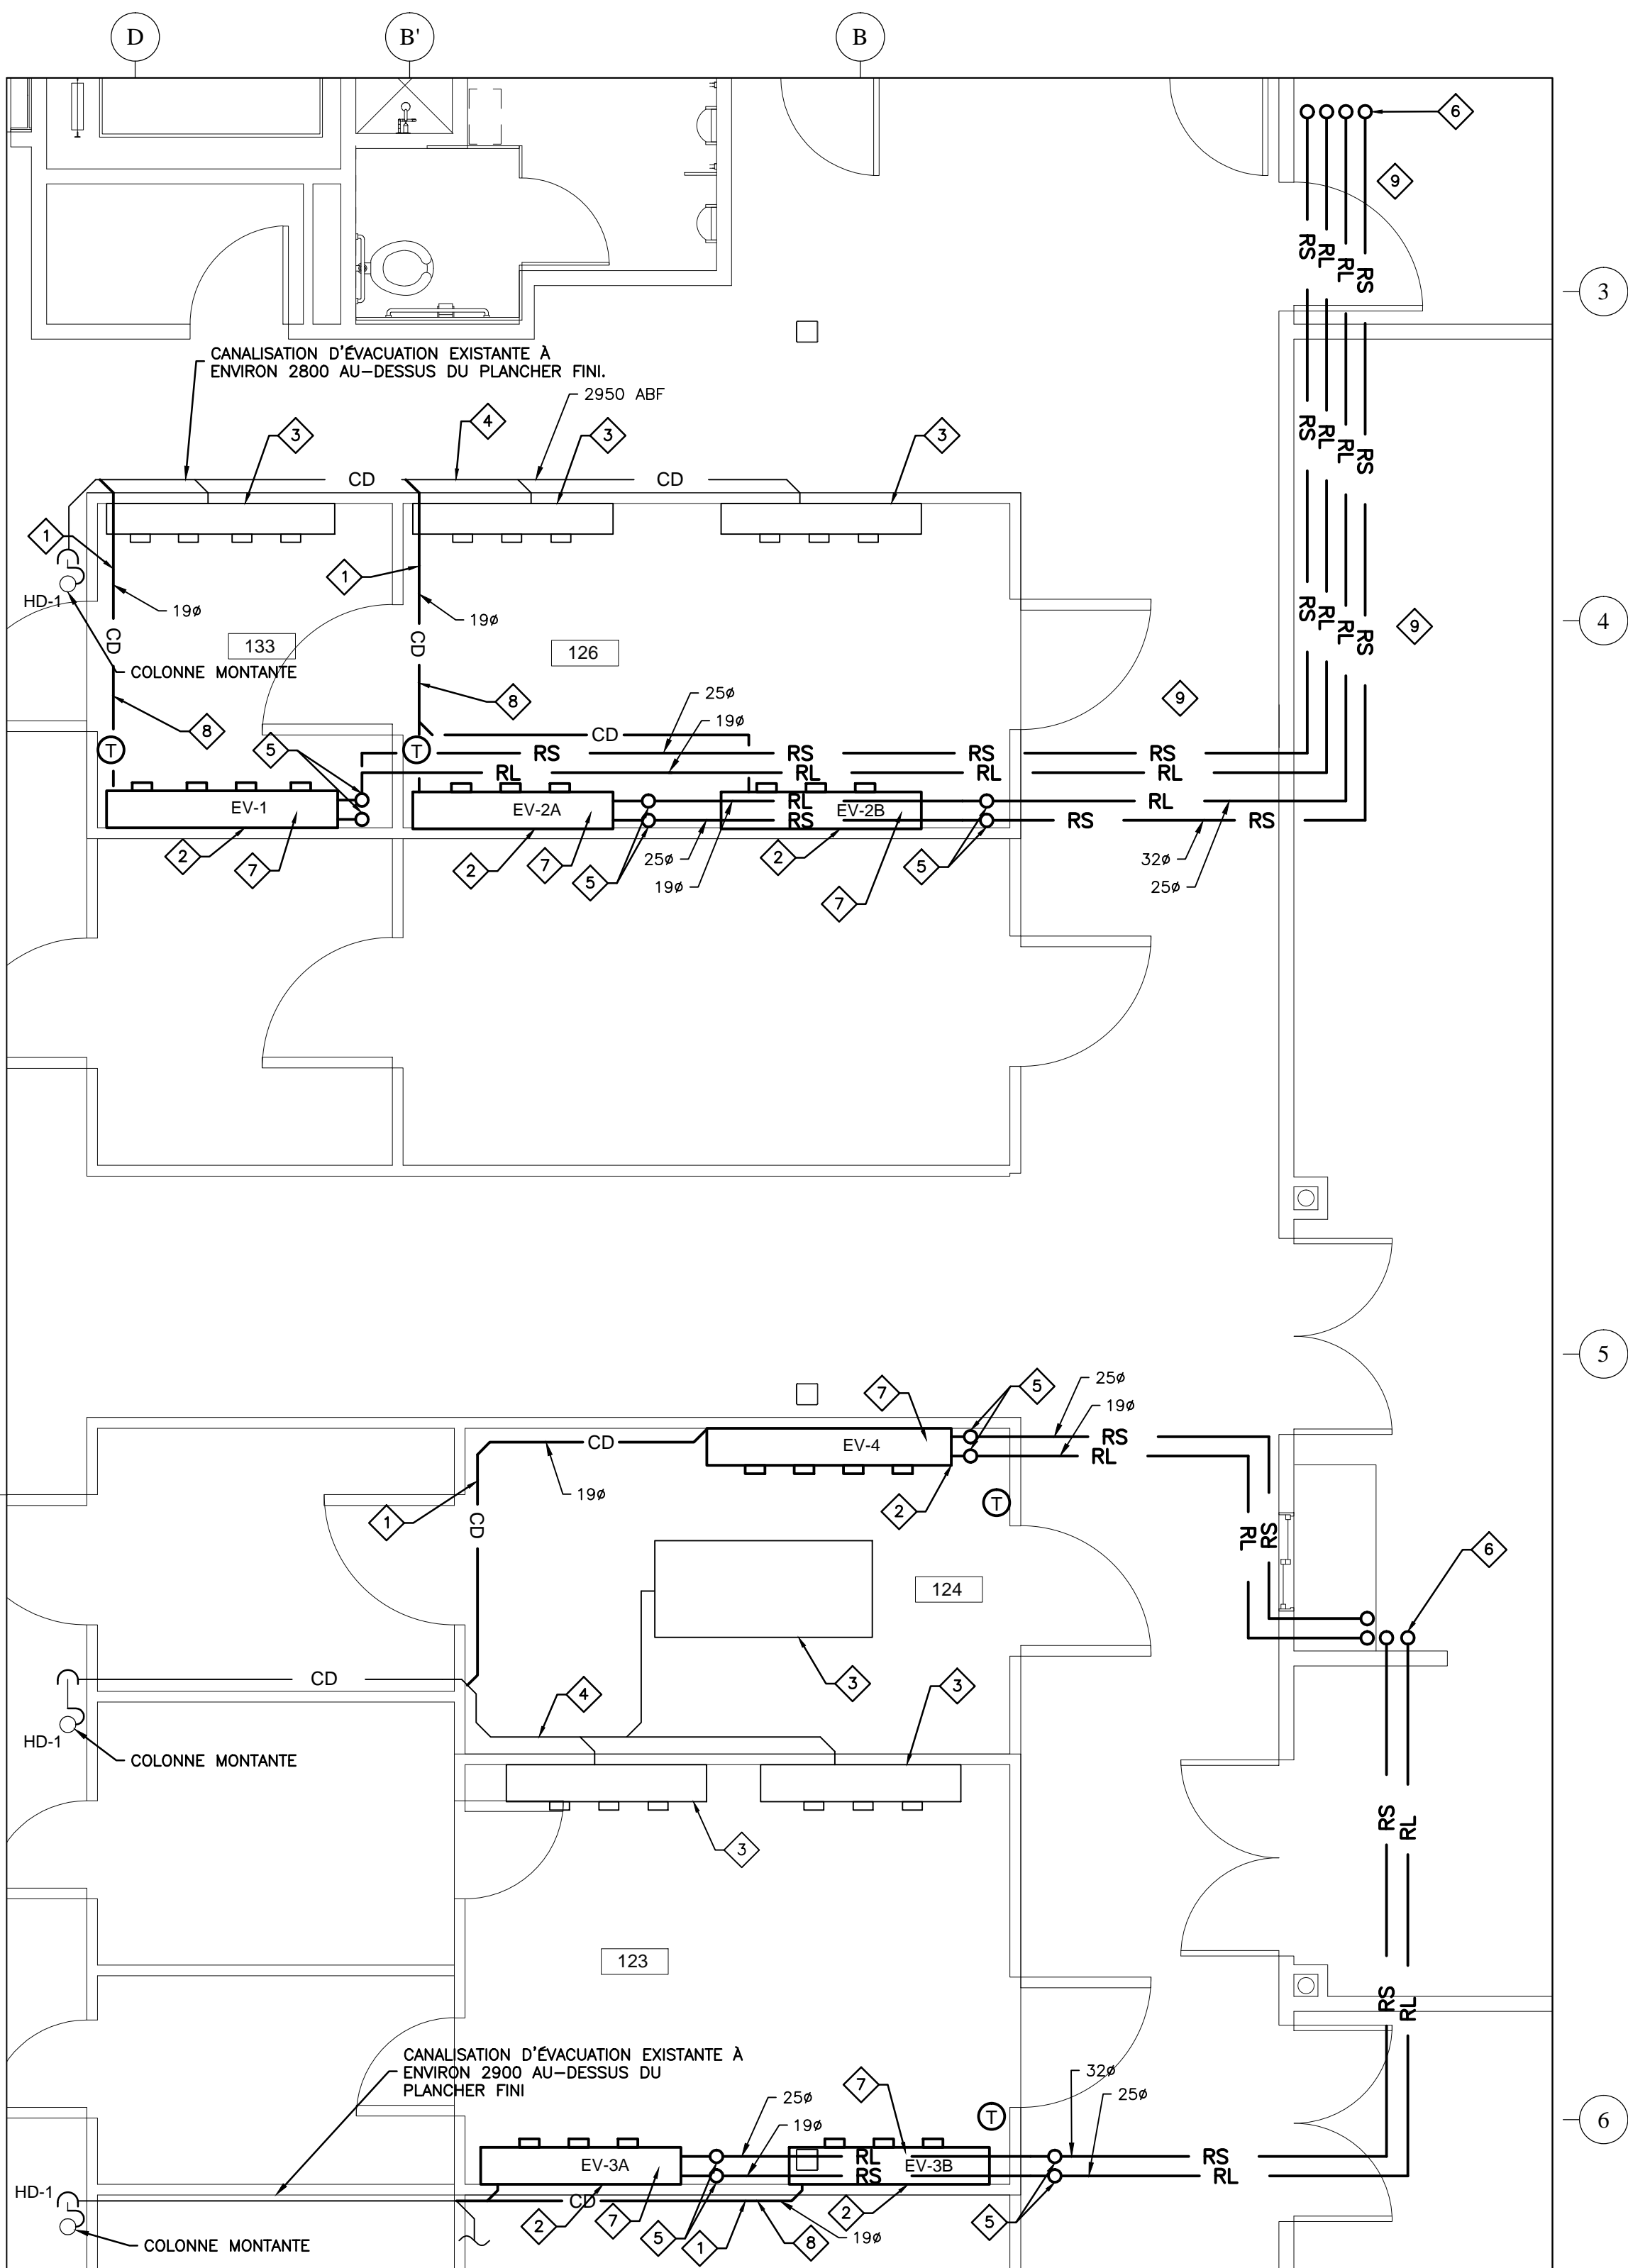 D
B'
B
6
9
RS
RL
RL
RS
3
CANALISATION D'ÉVACUATION EXISTANTE À
ENVIRON 2800 AU-DESSUS DU PLANCHER FINI.
2950 ABF
3
4
3
3
RS
RL
RL
RS
CD
CD
1
1
HD-1
19ø
19ø
CD
CD
133
126
COLONNE MONTANTE
RS
RL
RL
RS
9
4
8
8
25ø
19ø
9
T
5
T
CD
RS
RS
RS
RS
RL
RL
RL
RL
EV-1
EV-2A
RL
EV-2B
RL
RS
RS
RS
2
7
2
7
5
25ø
19ø
2
7
5
32ø
25ø
5
7
5
25ø
19ø
CD
EV-4
RS
RL
19ø
1
CD
2
T
RL
RS
6
124
CD
4
3
3
HD-1
COLONNE MONTANTE
3
RS
RL
123
RS
RL
CANALISATION D'ÉVACUATION EXISTANTE À
ENVIRON 2900 AU-DESSUS DU
PLANCHER FINI
25ø
19ø
7
T
32ø
25ø
6
EV-3A
RL
RS
EV-3B
RS
RL
HD-1
CD
2
7
5
1
8
19ø
2
5
COLONNE MONTANTE